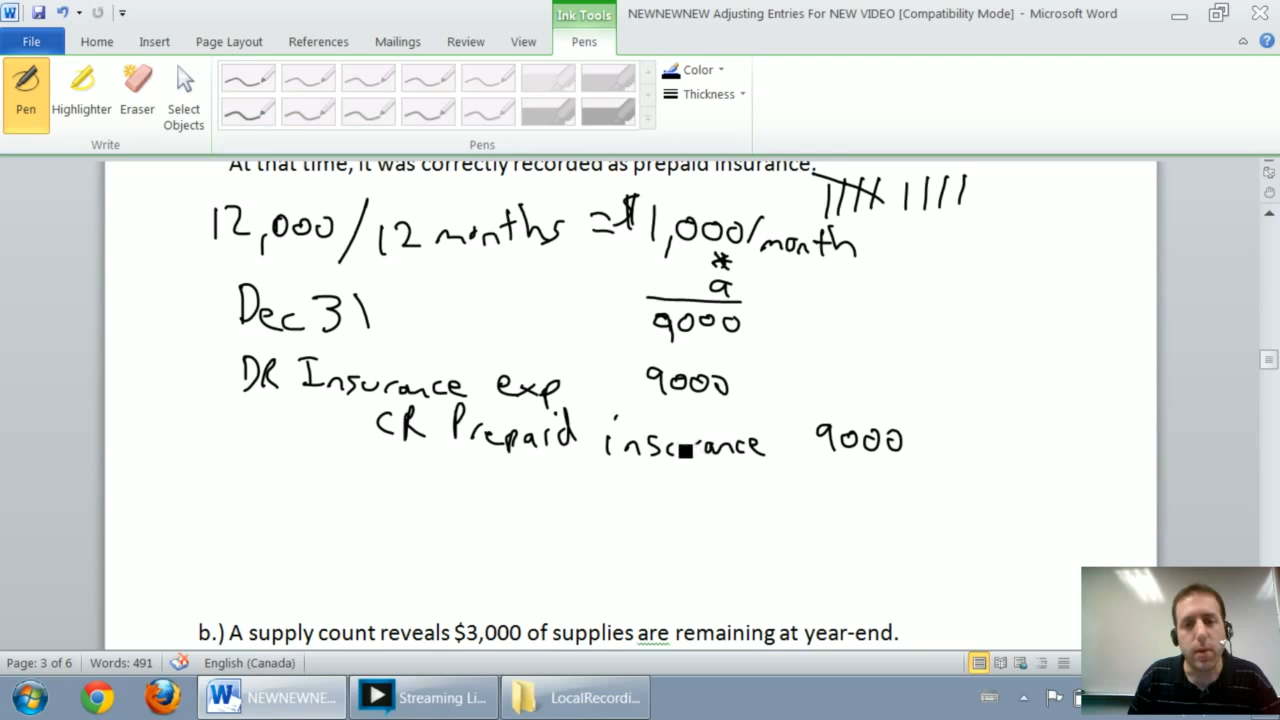 Ink Tools
NEWNEWNEW Adjusting Entries For NEW VIDEO [Compatibility Mode] - Microsoft Word
File Home Insert Page Layout References Mailings Review View Pens
Pen Highlighter Eraser Select Objects
Color
Thickness
Write Pens
At that time, it was correctly recorded as prepaid insurance.
12,000/12 months = $1,000/month
*
9
Dec 31 9000
DR Insurance exp 9000
CR Prepaid insurance 9000
b.) A supply count reveals $3,000 of supplies are remaining at year-end.
Page: 3 of 6 Words: 491 English (Canada)
NEWNEWNE... Streaming Li... LocalRecordi...